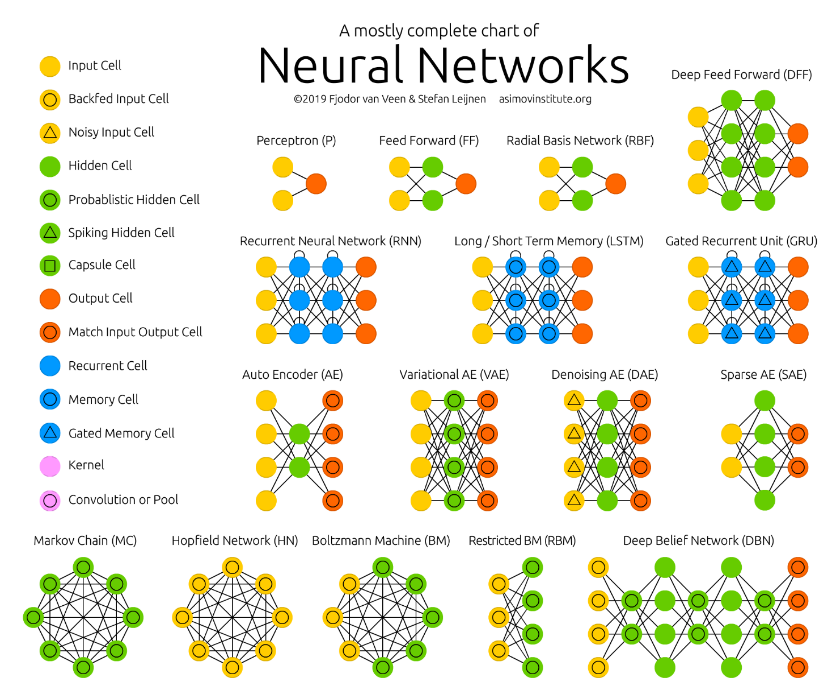 A mostly complete chart of
Neural Networks
©2019 Fjodor van Veen & Stefan Leijnen asimovinstitute.org
Input Cell
Backfed Input Cell
Noisy Input Cell
Hidden Cell
Probablistic Hidden Cell
Spiking Hidden Cell
Capsule Cell
Output Cell
Match Input Output Cell
Recurrent Cell
Memory Cell
Gated Memory Cell
Kernel
Convolution or Pool
Deep Feed Forward (DFF)
Perceptron (P)
Feed Forward (FF)
Radial Basis Network (RBF)
Recurrent Neural Network (RNN)
Long / Short Term Memory (LSTM)
Gated Recurrent Unit (GRU)
Auto Encoder (AE)
Variational AE (VAE)
Denoising AE (DAE)
Sparse AE (SAE)
Markov Chain (MC)
Hopfield Network (HN)
Boltzmann Machine (BM)
Restricted BM (RBM)
Deep Belief Network (DBN)